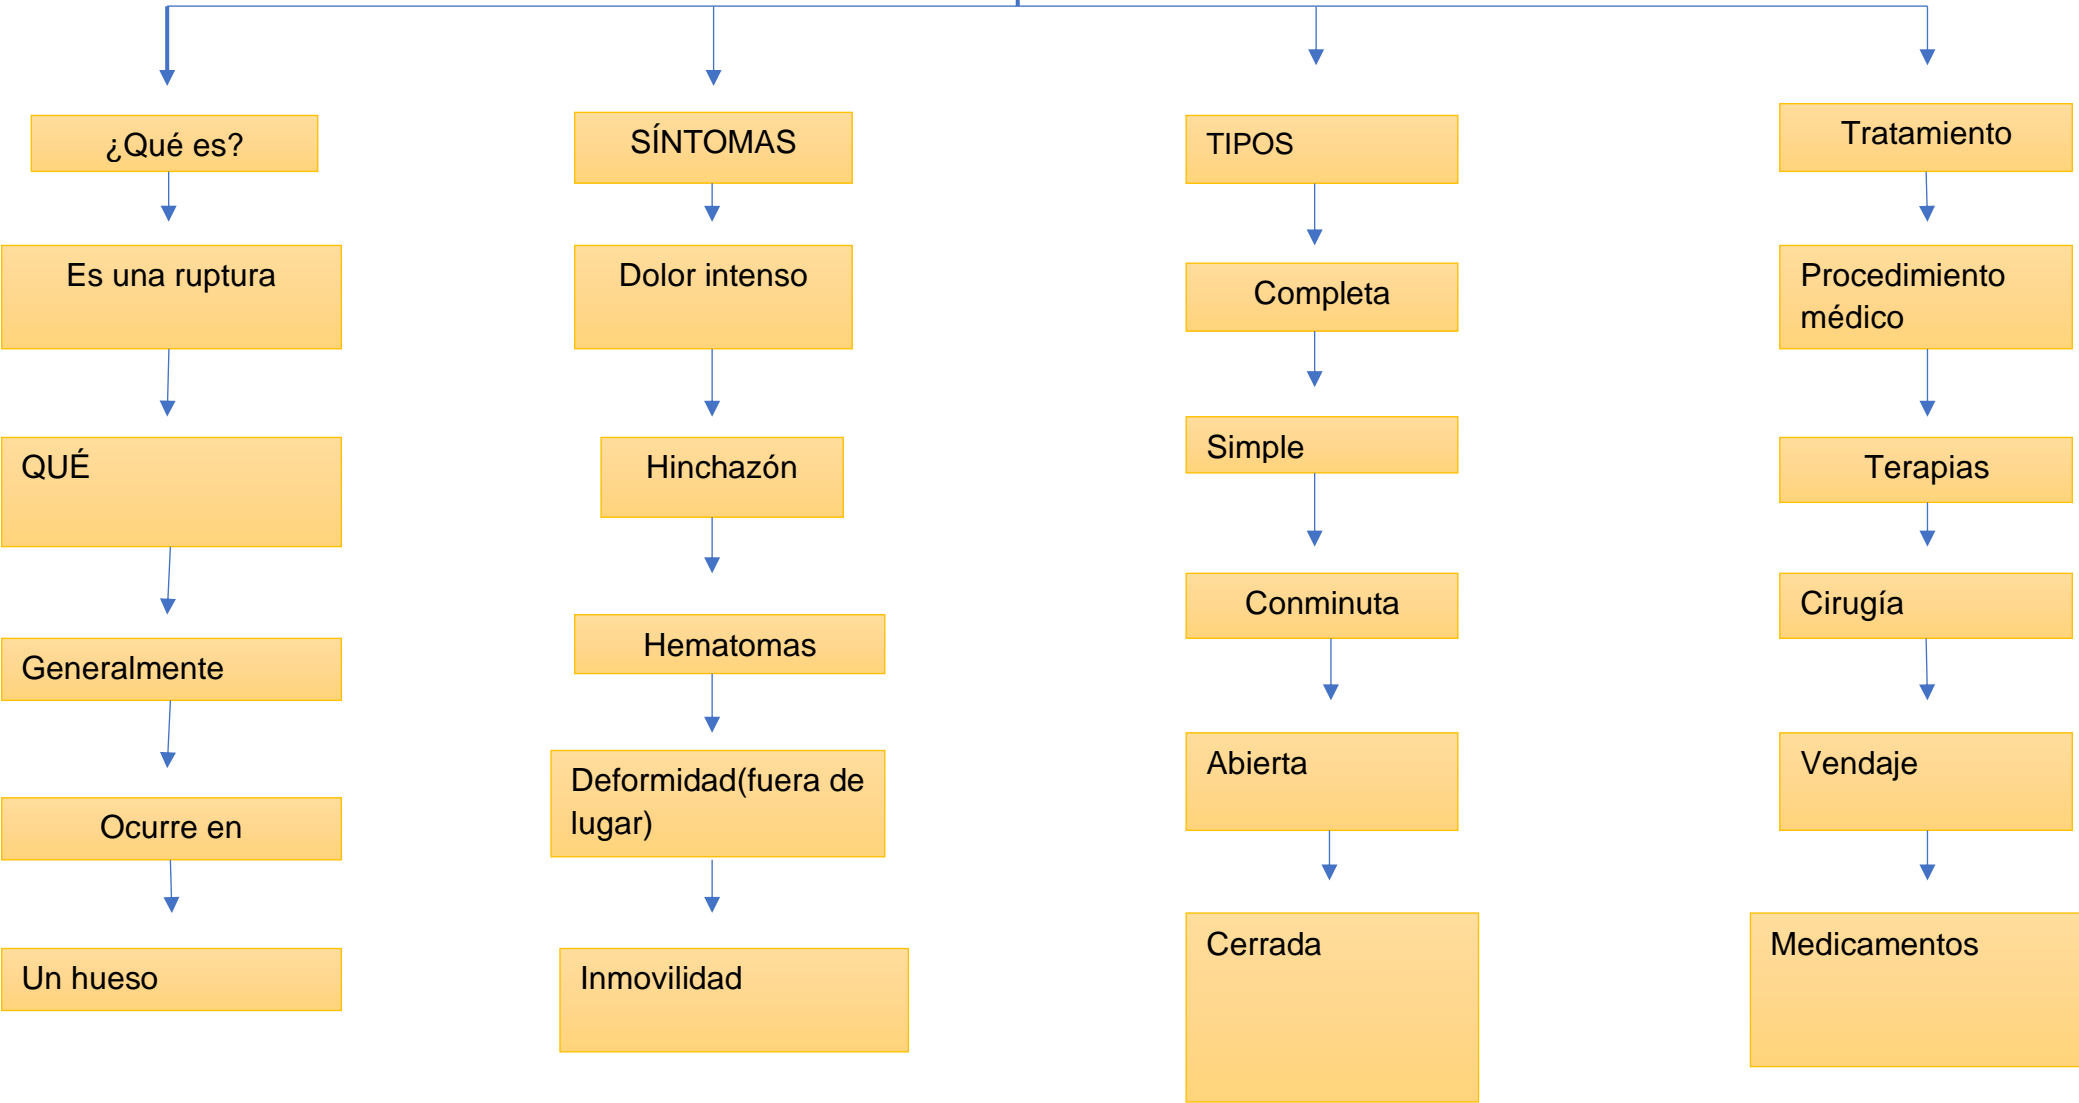 ¿Qué es?
Es una ruptura
QUÉ
Generalmente
Ocurre en
Un hueso
SÍNTOMAS
Dolor intenso
Hinchazón
Hematomas
Deformidad(fuera de
lugar)
Inmovilidad
TIPOS
Completa
Simple
Conminuta
Abierta
Cerrada
Tratamiento
Procedimiento
médico
Terapias
Cirugía
Vendaje
Medicamentos